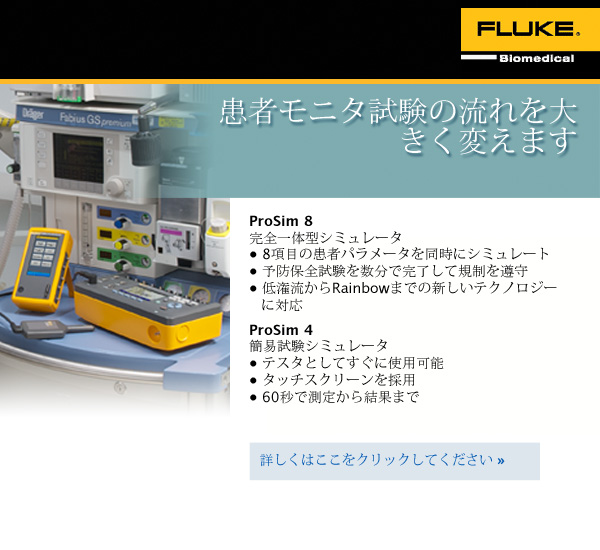 FLUKE®
Biomedical
患者モニタ試験の流れを大
きく変えます
Dräger
Fabius GS premium
ProSim 8
完全一体型シミュレータ
● 8項目の患者パラメータを同時にシミュレート
● 予防保全試験を数分で完了して規制を遵守
● 低潅流からRainbowまでの新しいテクノロジー
に対応
ProSim 4
簡易試験シミュレータ
● テスタとしてすぐに使用可能
● タッチスクリーンを採用
● 60秒で測定から結果まで
詳しくはここをクリックしてください »